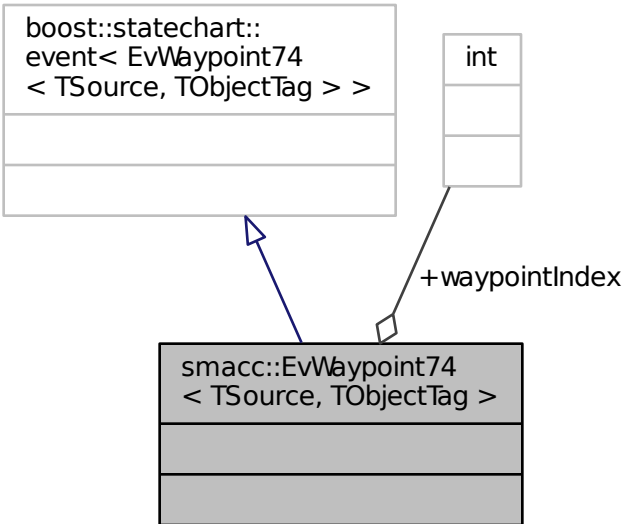 boost::statechart::
event< EvWaypoint74
< TSource, TObjectTag > >
int
+waypointIndex
smacc::EvWaypoint74
< TSource, TObjectTag >